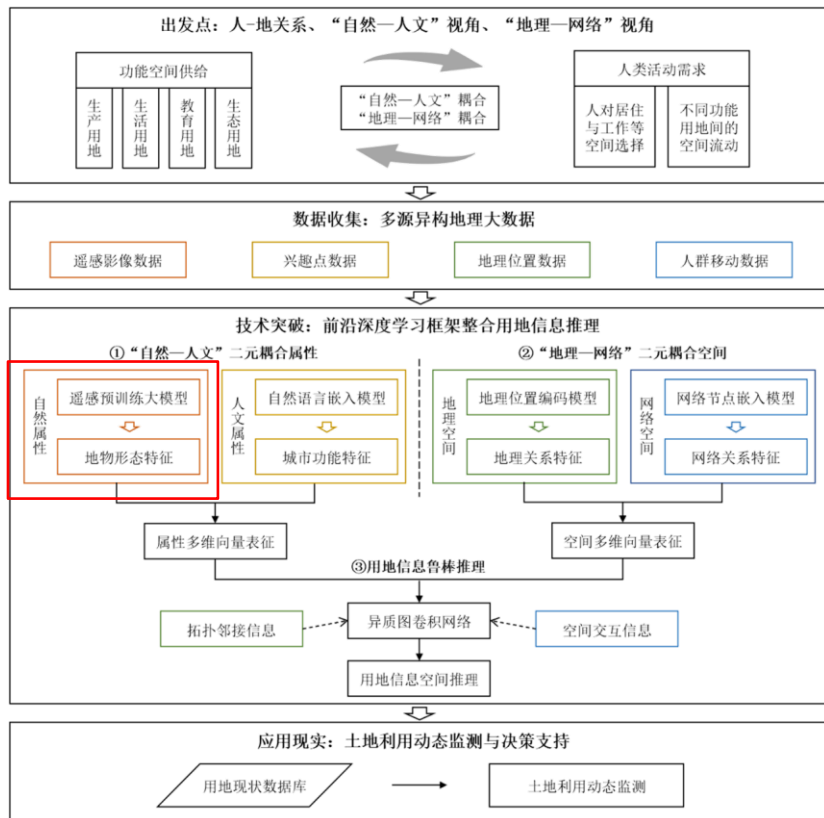 出发点：人-地关系、“自然—人文”视角、“地理—网络”视角
功能空间供给
生产用地
生活用地
教育用地
生态用地
“自然—人文”耦合
“地理—网络”耦合
人类活动需求
人对居住
与工作等
空间选择
不同功能
用地间的
空间流动
数据收集：多源异构地理大数据
遥感影像数据
兴趣点数据
地理位置数据
人群移动数据
技术突破：前沿深度学习框架整合用地信息推理
①“自然—人文”二元耦合属性
②“地理—网络”二元耦合空间
自然属性
遥感预训练大模型
地物形态特征
人文属性
自然语言嵌入模型
城市功能特征
地理空间
地理位置编码模型
地理关系特征
网络空间
网络节点嵌入模型
网络关系特征
属性多维向量表征
空间多维向量表征
③用地信息鲁棒推理
拓扑邻接信息
异质图卷积网络
空间交互信息
用地信息空间推理
应用现实：土地利用动态监测与决策支持
用地现状数据库
土地利用动态监测